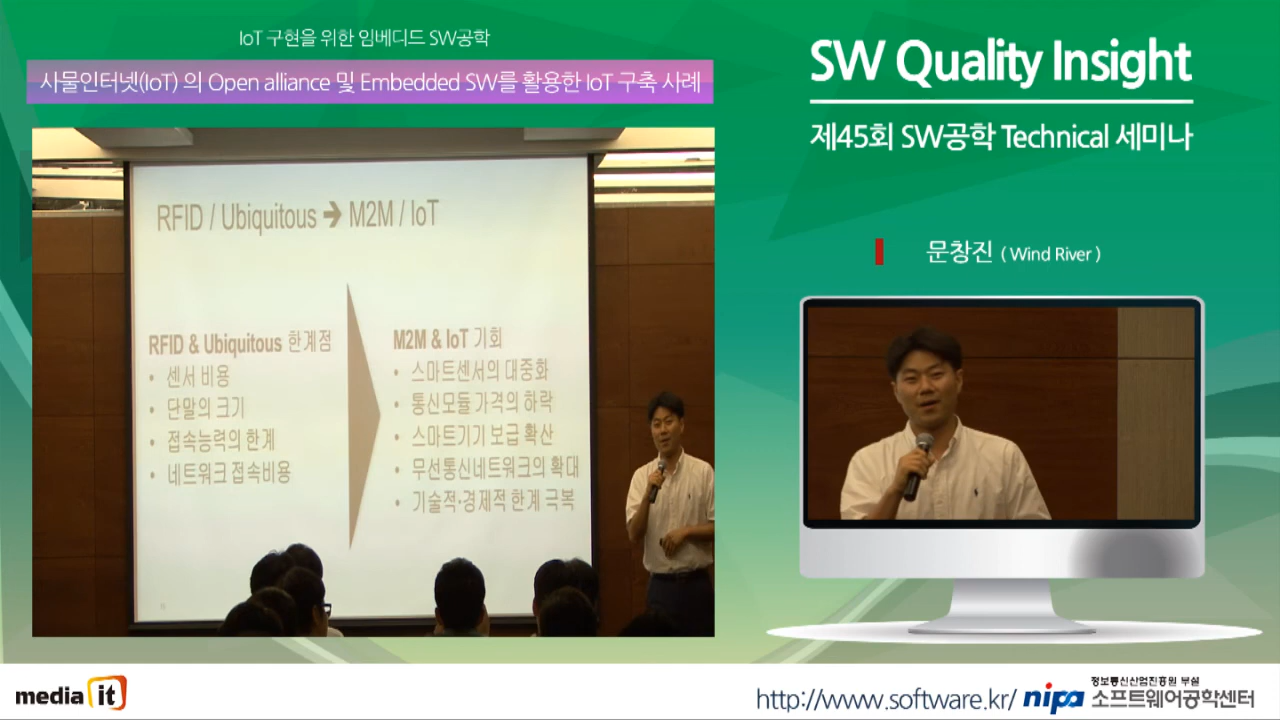 IoT 구현을 위한 임베디드 SW공학
사물인터넷(IoT) 의 Open alliance 및 Embedded SW를 활용한 IoT 구축 사례
SW Quality Insight
제45회 SW공학 Technical 세미나
문창진 ( Wind River )
RFID / Ubiquitous ➔ M2M / IoT
RFID & Ubiquitous 한계점
• 센서 비용
• 단말의 크기
• 접속능력의 한계
• 네트워크 접속비용
M2M & IoT 기회
• 스마트센서의 대중화
• 통신모듈 가격의 하락
• 스마트기기 보급 확산
• 무선통신네트워크의 확대
• 기술적·경제적 한계 극복
media it
http://www.software.kr/
nipa
정보통신산업진흥원 부설
소프트웨어공학센터